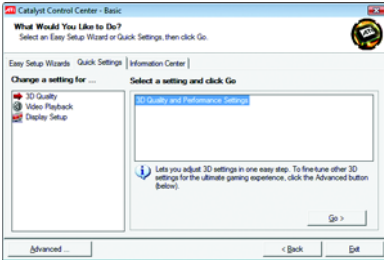 ATI Catalyst Control Center - Basic
What Would You Like to Do?
Select an Easy Setup Wizard or Quick Settings, then click Go.
Easy Setup Wizards Quick Settings Information Center
Change a setting for ...
3D Quality
Video Playback
Display Setup
Select a setting and click Go
3D Quality and Performance Settings
Lets you adjust 3D settings in one easy step. To fine-tune other 3D
settings for the ultimate gaming experience, click the Advanced button
(below).
Go >
Advanced ...
< Back
Exit